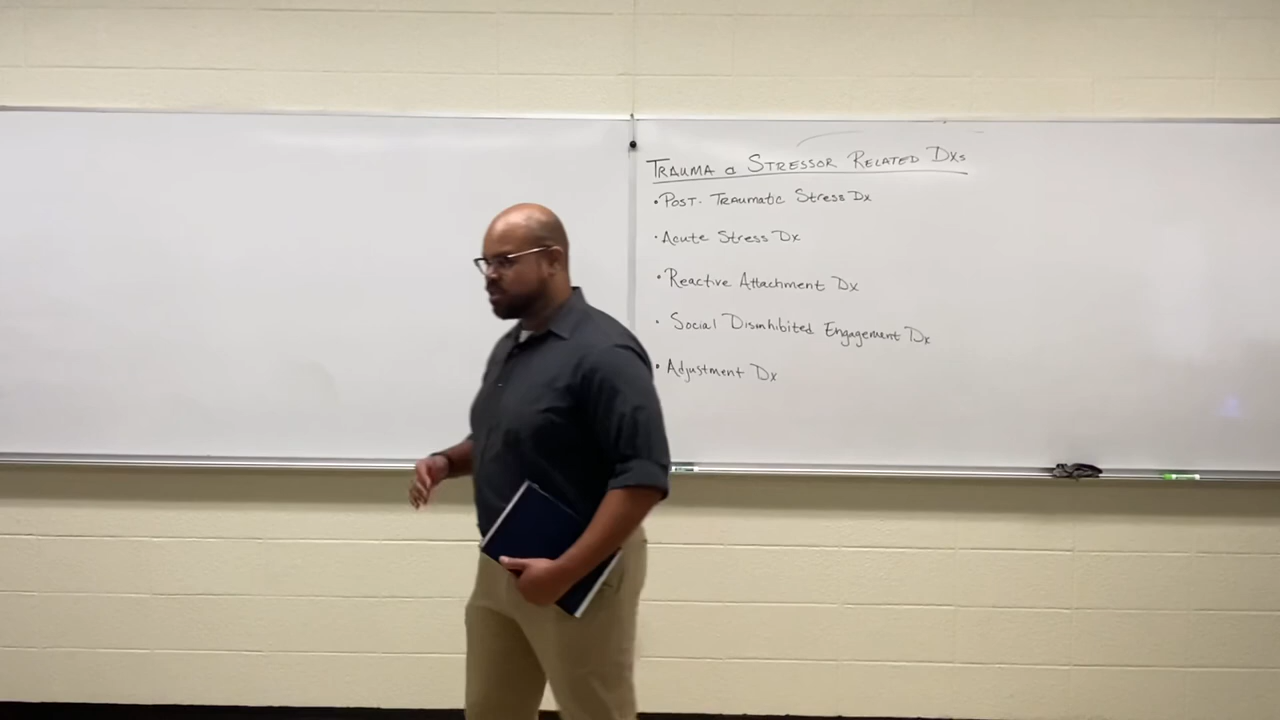 TRAUMA & STRESSOR RELATED DXs
• POST-TRAUMATIC Stress Dx
• Acute Stress Dx
• Reactive Attachment Dx
• Social Disinhibited Engagement Dx
• Adjustment Dx